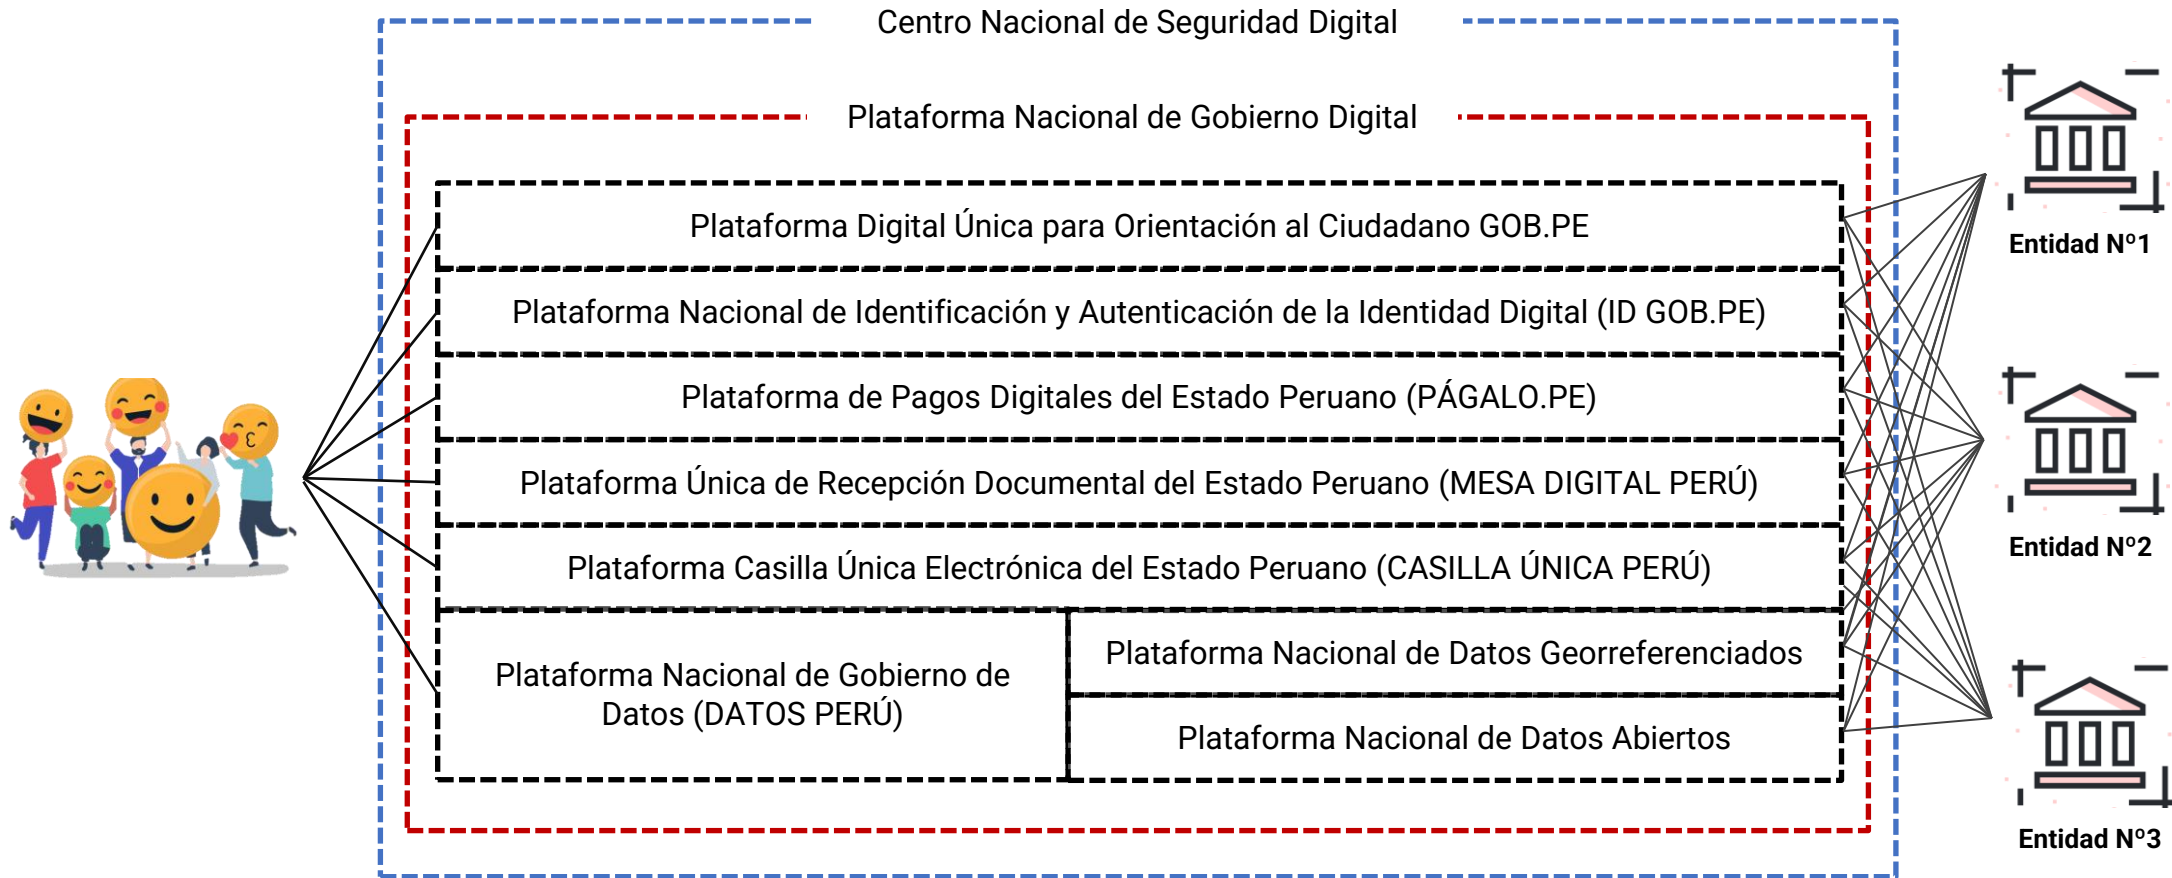 Centro Nacional de Seguridad Digital
Plataforma Nacional de Gobierno Digital
Plataforma Digital Única para Orientación al Ciudadano GOB.PE
Plataforma Nacional de Identificación y Autenticación de la Identidad Digital (ID GOB.PE)
Plataforma de Pagos Digitales del Estado Peruano (PÁGALO.PE)
Plataforma Única de Recepción Documental del Estado Peruano (MESA DIGITAL PERÚ)
Plataforma Casilla Única Electrónica del Estado Peruano (CASILLA ÚNICA PERÚ)
Plataforma Nacional de Gobierno de
Datos (DATOS PERÚ)
Plataforma Nacional de Datos Georreferenciados
Plataforma Nacional de Datos Abiertos
Entidad Nº1
Entidad Nº2
Entidad Nº3